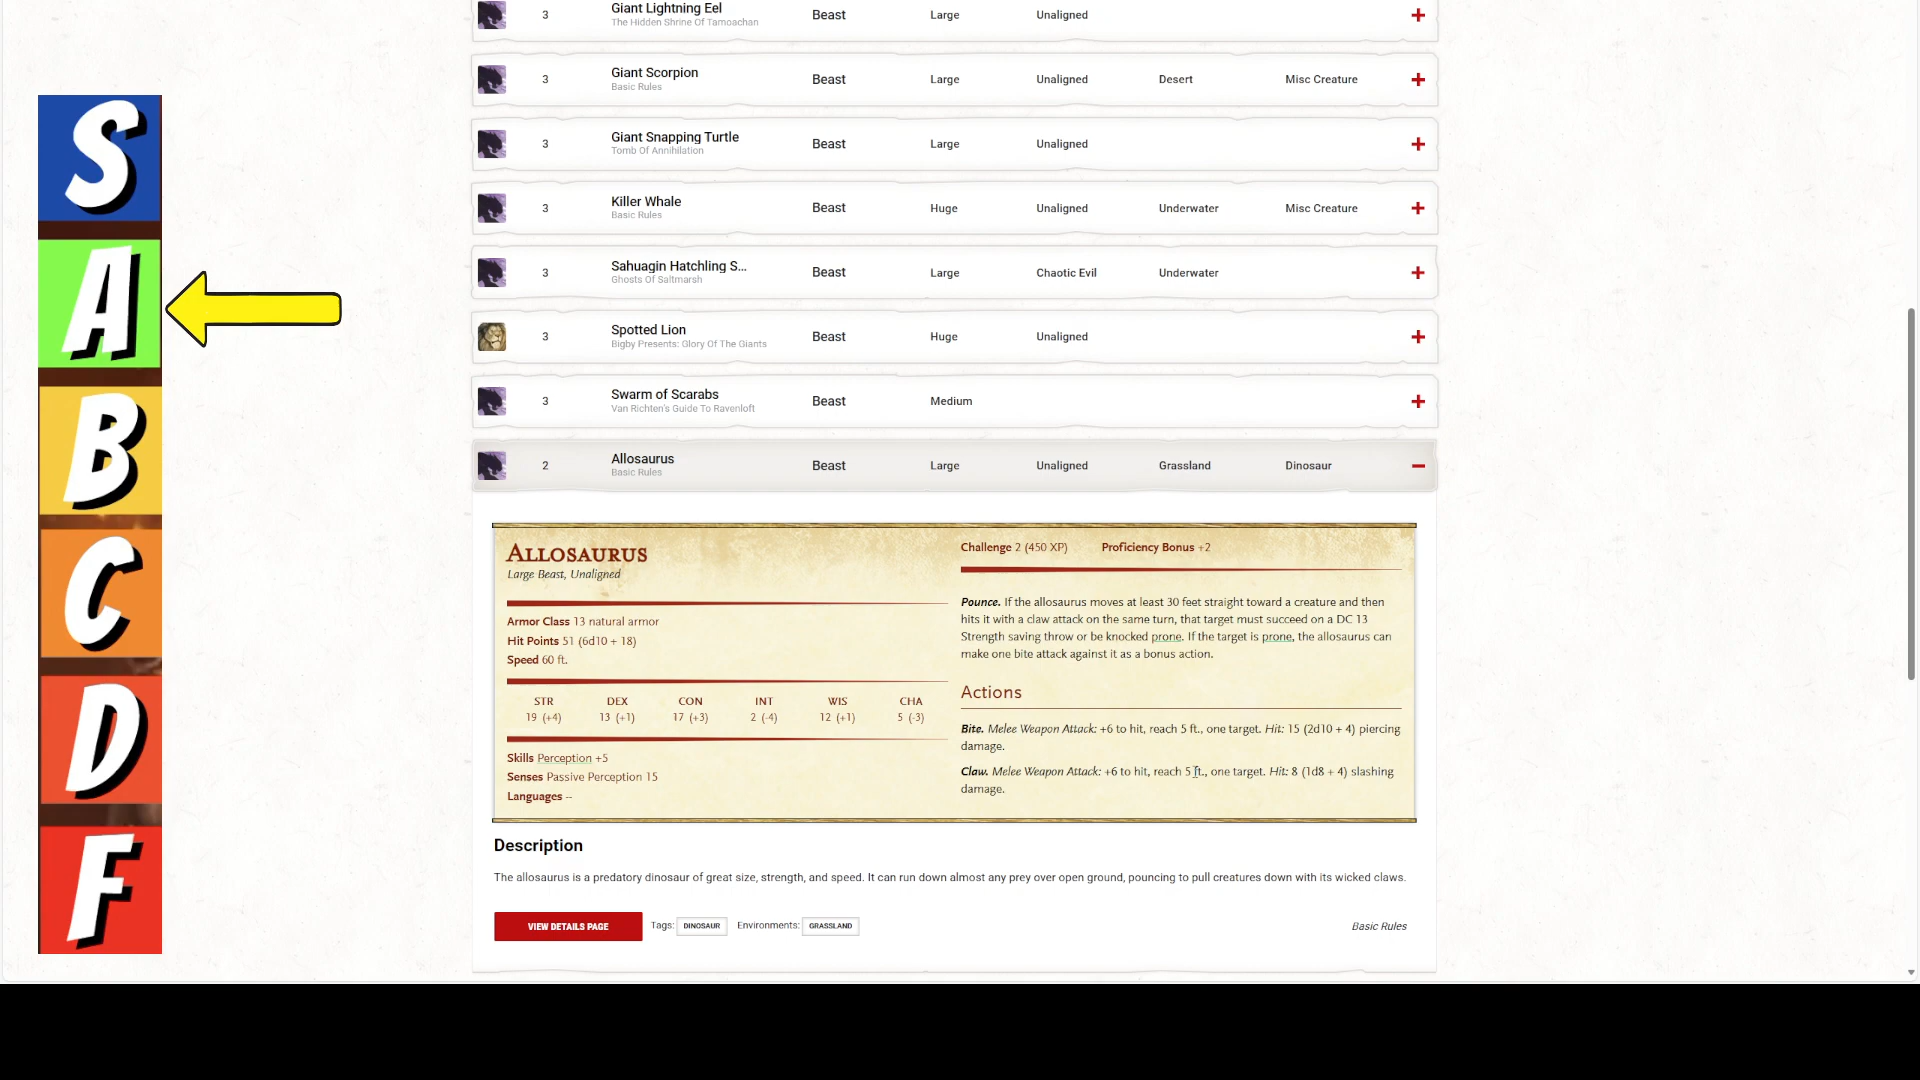 S
A
B
C
D
F
3 Giant Lightning Eel Beast Large Unaligned
The Hidden Shrine Of Tamoachan
3 Giant Scorpion Beast Large Unaligned Desert Misc Creature
Basic Rules
3 Giant Snapping Turtle Beast Large Unaligned
Tomb Of Annihilation
3 Killer Whale Beast Huge Unaligned Underwater Misc Creature
Basic Rules
3 Sahuagin Hatchling S... Beast Large Chaotic Evil Underwater
Ghosts Of Saltmarsh
3 Spotted Lion Beast Huge Unaligned
Bigby Presents: Glory Of The Giants
3 Swarm of Scarabs Beast Medium
Van Richten's Guide To Ravenloft
2 Allosaurus Beast Large Unaligned Grassland Dinosaur
Basic Rules
ALLOSAURUS
Large Beast, Unaligned
Armor Class 13 natural armor
Hit Points 51 (6d10 + 18)
Speed 60 ft.
STR DEX CON INT WIS CHA
19 (+4) 13 (+1) 17 (+3) 2 (-4) 12 (+1) 5 (-3)
Skills Perception +5
Senses Passive Perception 15
Languages --
Challenge 2 (450 XP) Proficiency Bonus +2
Pounce. If the allosaurus moves at least 30 feet straight toward a creature and then
hits it with a claw attack on the same turn, that target must succeed on a DC 13
Strength saving throw or be knocked prone. If the target is prone, the allosaurus can
make one bite attack against it as a bonus action.
Actions
Bite. Melee Weapon Attack: +6 to hit, reach 5 ft., one target. Hit: 15 (2d10 + 4) piercing
damage.
Claw. Melee Weapon Attack: +6 to hit, reach 5 ft., one target. Hit: 8 (1d8 + 4) slashing
damage.
Description
The allosaurus is a predatory dinosaur of great size, strength, and speed. It can run down almost any prey over open ground, pouncing to pull creatures down with its wicked claws.
VIEW DETAILS PAGE Tags: DINOSAUR Environments: GRASSLAND Basic Rules